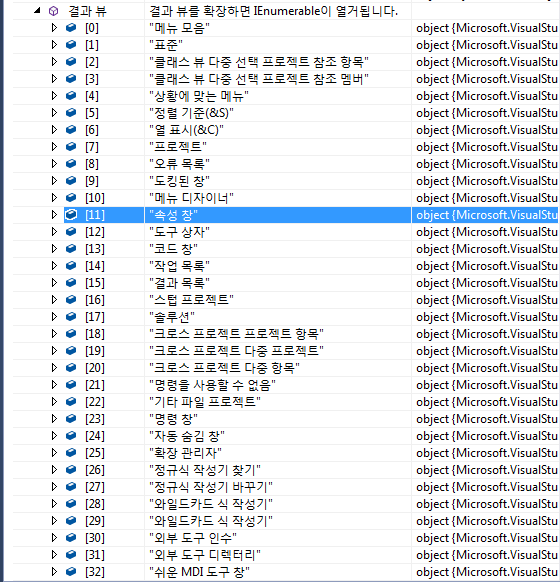 결과 뷰 결과 뷰를 확장하면 IEnumerable이 열거됩니다.
[0] "메뉴 모음" object {Microsoft.VisualStu
[1] "표준" object {Microsoft.VisualStu
[2] "클래스 뷰 다중 선택 프로젝트 참조 항목" object {Microsoft.VisualStu
[3] "클래스 뷰 다중 선택 프로젝트 참조 멤버" object {Microsoft.VisualStu
[4] "상황에 맞는 메뉴" object {Microsoft.VisualStu
[5] "정렬 기준(&S)" object {Microsoft.VisualStu
[6] "열 표시(&C)" object {Microsoft.VisualStu
[7] "프로젝트" object {Microsoft.VisualStu
[8] "오류 목록" object {Microsoft.VisualStu
[9] "도킹된 창" object {Microsoft.VisualStu
[10] "메뉴 디자이너" object {Microsoft.VisualStu
[11] "속성 창" object {Microsoft.VisualStu
[12] "도구 상자" object {Microsoft.VisualStu
[13] "코드 창" object {Microsoft.VisualStu
[14] "작업 목록" object {Microsoft.VisualStu
[15] "결과 목록" object {Microsoft.VisualStu
[16] "스텁 프로젝트" object {Microsoft.VisualStu
[17] "솔루션" object {Microsoft.VisualStu
[18] "크로스 프로젝트 프로젝트 항목" object {Microsoft.VisualStu
[19] "크로스 프로젝트 다중 프로젝트" object {Microsoft.VisualStu
[20] "크로스 프로젝트 다중 항목" object {Microsoft.VisualStu
[21] "명령을 사용할 수 없음" object {Microsoft.VisualStu
[22] "기타 파일 프로젝트" object {Microsoft.VisualStu
[23] "명령 창" object {Microsoft.VisualStu
[24] "자동 숨김 창" object {Microsoft.VisualStu
[25] "확장 관리자" object {Microsoft.VisualStu
[26] "정규식 작성기 찾기" object {Microsoft.VisualStu
[27] "정규식 작성기 바꾸기" object {Microsoft.VisualStu
[28] "와일드카드 식 작성기" object {Microsoft.VisualStu
[29] "와일드카드 식 작성기" object {Microsoft.VisualStu
[30] "외부 도구 인수" object {Microsoft.VisualStu
[31] "외부 도구 디렉터리" object {Microsoft.VisualStu
[32] "쉬운 MDI 도구 창" object {Microsoft.VisualStu